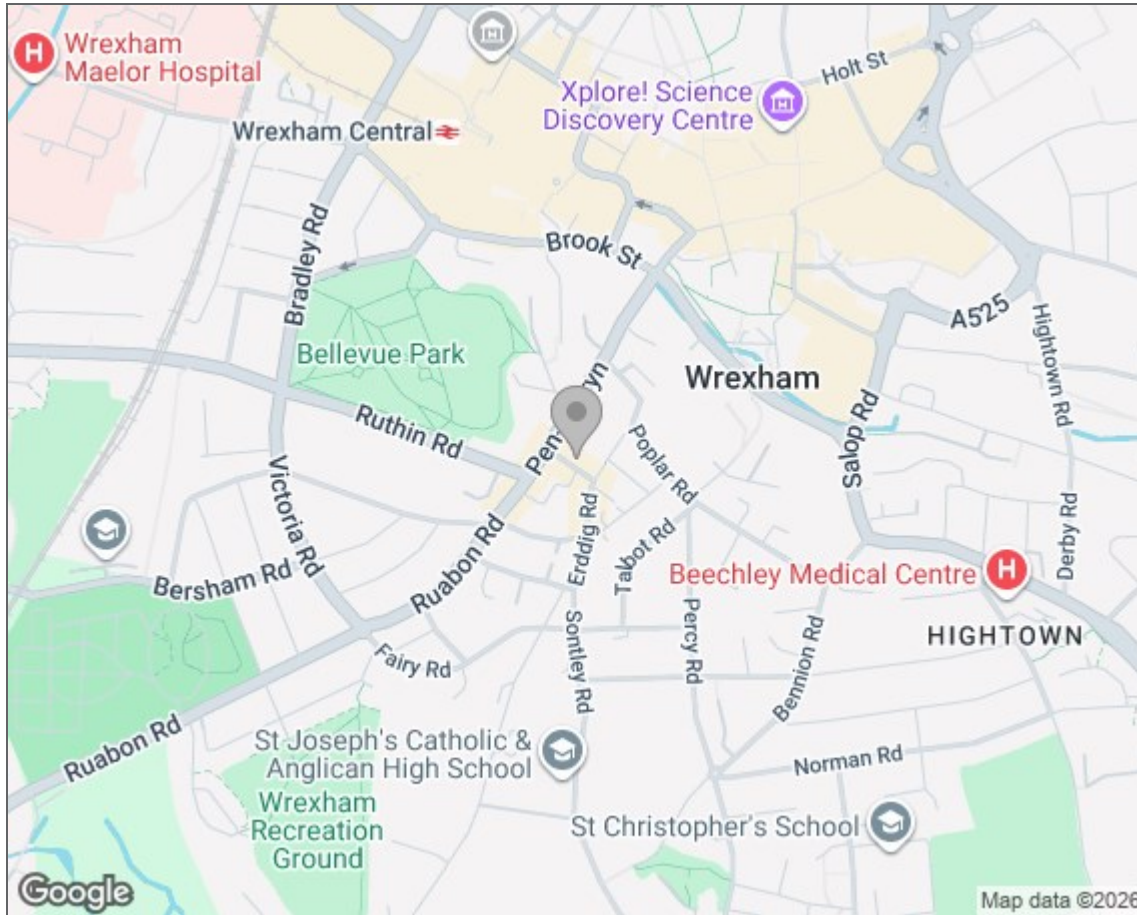 Wrexham
Maelor Hospital
Holt St
Xplore! Science
Discovery Centre
Wrexham Central
Bradley Rd
Brook St
A525
Hightown Rd
Bellevue Park
Wrexham
Ruthin Rd
Salop Rd
Poplar Rd
Victoria Rd
Ruabon Rd
Erddig Rd
Talbot Rd
Derby Rd
Bersham Rd
Beechley Medical Centre
Percy Rd
HIGHTOWN
Fairy Rd
Sontley Rd
Bennion Rd
Ruabon Rd
St Joseph's Catholic &
Anglican High School
Norman Rd
Wrexham
Recreation
Ground
St Christopher's School
Google
Map data ©2026